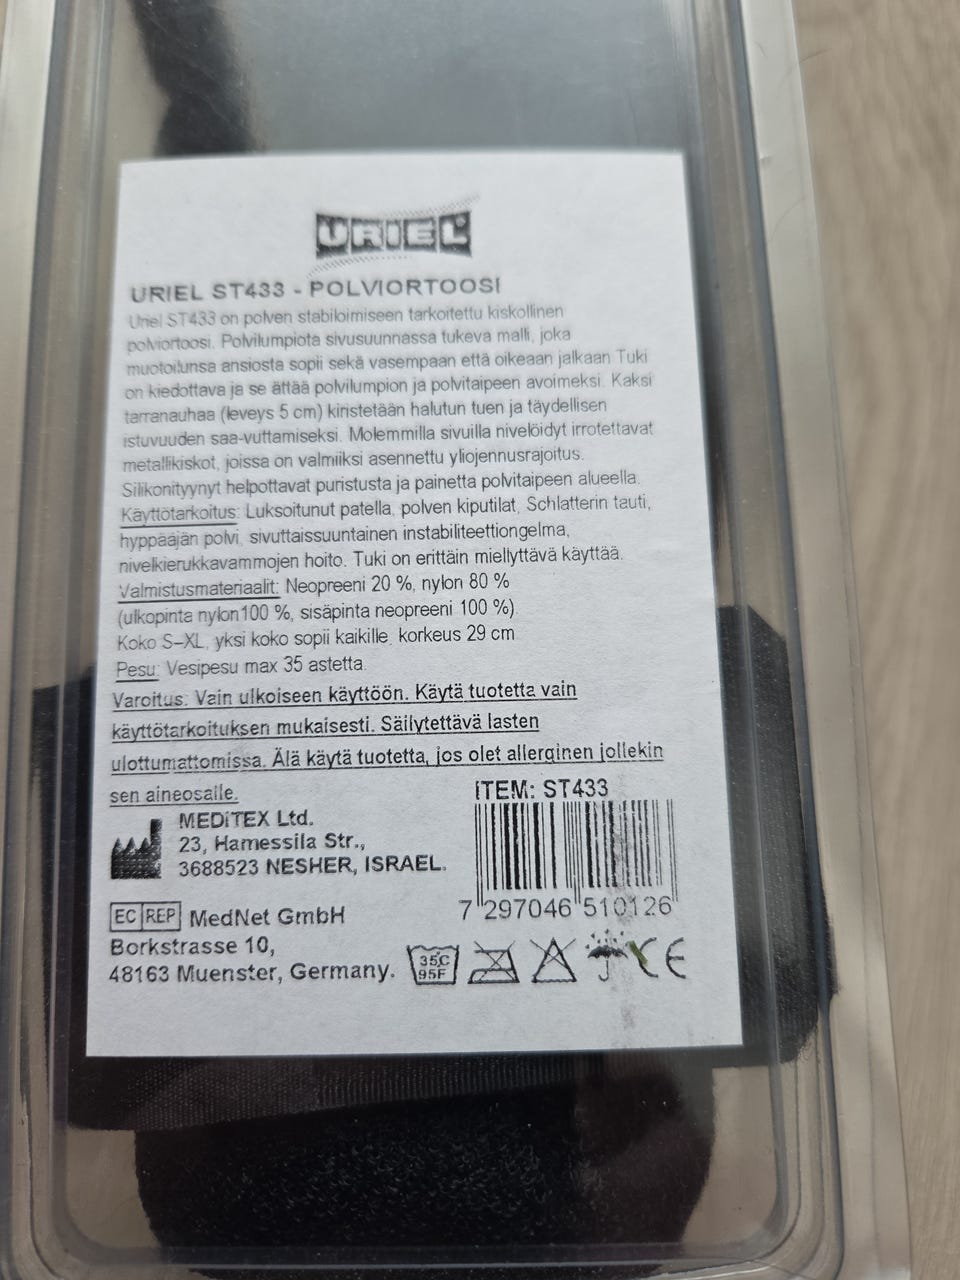 URIEL
URIEL ST433 - POLVIORTOOSI
Uriel ST433 on polven stabiloimiseen tarkoitettu kiskollinen
polviortoosi. Polvilumpiota sivusuunnassa tukeva malli, joka
muotoilunsa ansiosta sopii sekä vasempaan että oikeaan jalkaan Tuki
on kiedottava ja se ättää polvilumpion ja polvitaipeen avoimeksi. Kaksi
tarranauhaa (leveys 5 cm) kiristetään halutun tuen ja täydellisen
istuvuuden saa-vuttamiseksi. Molemmilla sivuilla nivelöidyt irrotettavat
metallikiskot, joissa on valmiiksi asennettu yliojennusrajoitus.
Silikonityynyt helpottavat puristusta ja painetta polvitaipeen alueella.
Käyttötarkoitus: Luksoitunut patella, polven kiputilat, Schlatterin tauti,
hyppääjän polvi, sivuttaissuuntainen instabiliteettiongelma,
nivelkierukkavammojen hoito. Tuki on erittäin miellyttävä käyttää.
Valmistusmateriaalit: Neopreeni 20 %, nylon 80 %
(ulkopinta nylon100 %, sisäpinta neopreeni 100 %).
Koko S–XL, yksi koko sopii kaikille, korkeus 29 cm
Pesu: Vesipesu max 35 astetta.
Varoitus: Vain ulkoiseen käyttöön. Käytä tuotetta vain
käyttötarkoituksen mukaisesti. Säilytettävä lasten
ulottumattomissa. Älä käytä tuotetta, jos olet allerginen jollekin
sen aineosalle.
ITEM: ST433
MEDiTEX Ltd.
23, Hamessila Str.,
3688523 NESHER, ISRAEL.
7 297046 510126
EC REP MedNet GmbH
Borkstrasse 10,
48163 Muenster, Germany.
35C
95F
CE